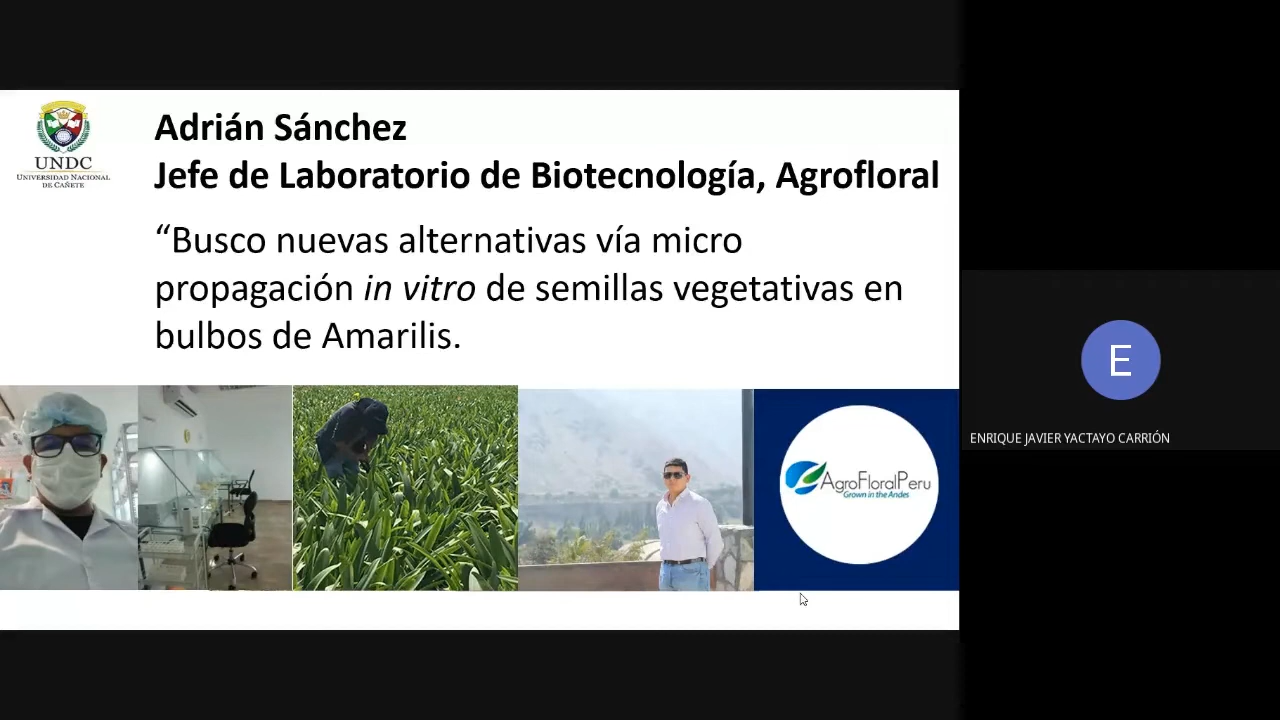 UNDC
UNIVERSIDAD NACIONAL
DE CAÑETE
Adrián Sánchez
Jefe de Laboratorio de Biotecnología, Agrofloral
“Busco nuevas alternativas vía micro
propagación in vitro de semillas vegetativas en
bulbos de Amarilis.
AgroFloralPeru
Grown in the Andes
E
ENRIQUE JAVIER YACTAYO CARRIÓN